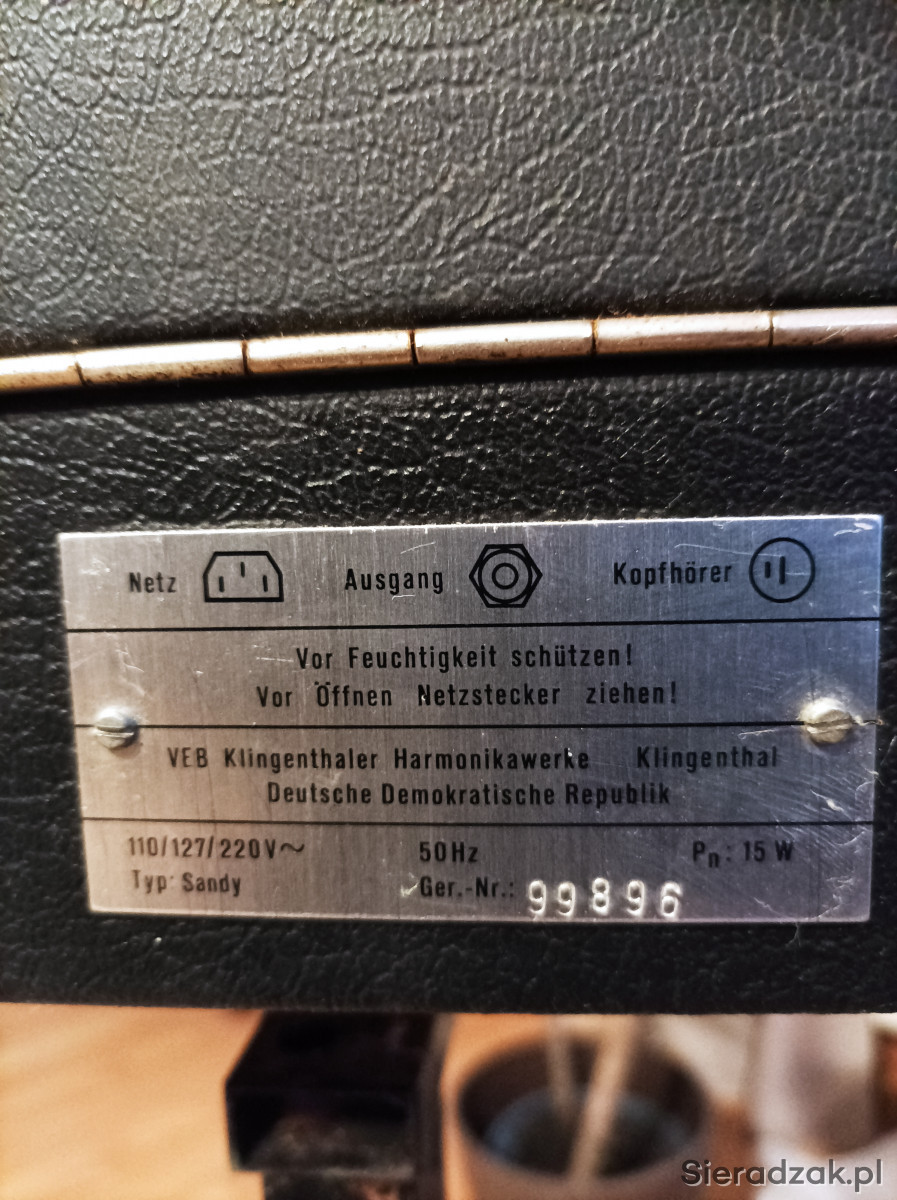 Netz Ausgang Kopfhörer
Vor Feuchtigkeit schützen!
Vor Öffnen Netzstecker ziehen!
VEB Klingenthaler Harmonikawerke Klingenthal
Deutsche Demokratische Republik
110/127/220V~ 50Hz Pn: 15 W
Typ: Sandy Ger.-Nr.: 99896
Sieradzak.pl